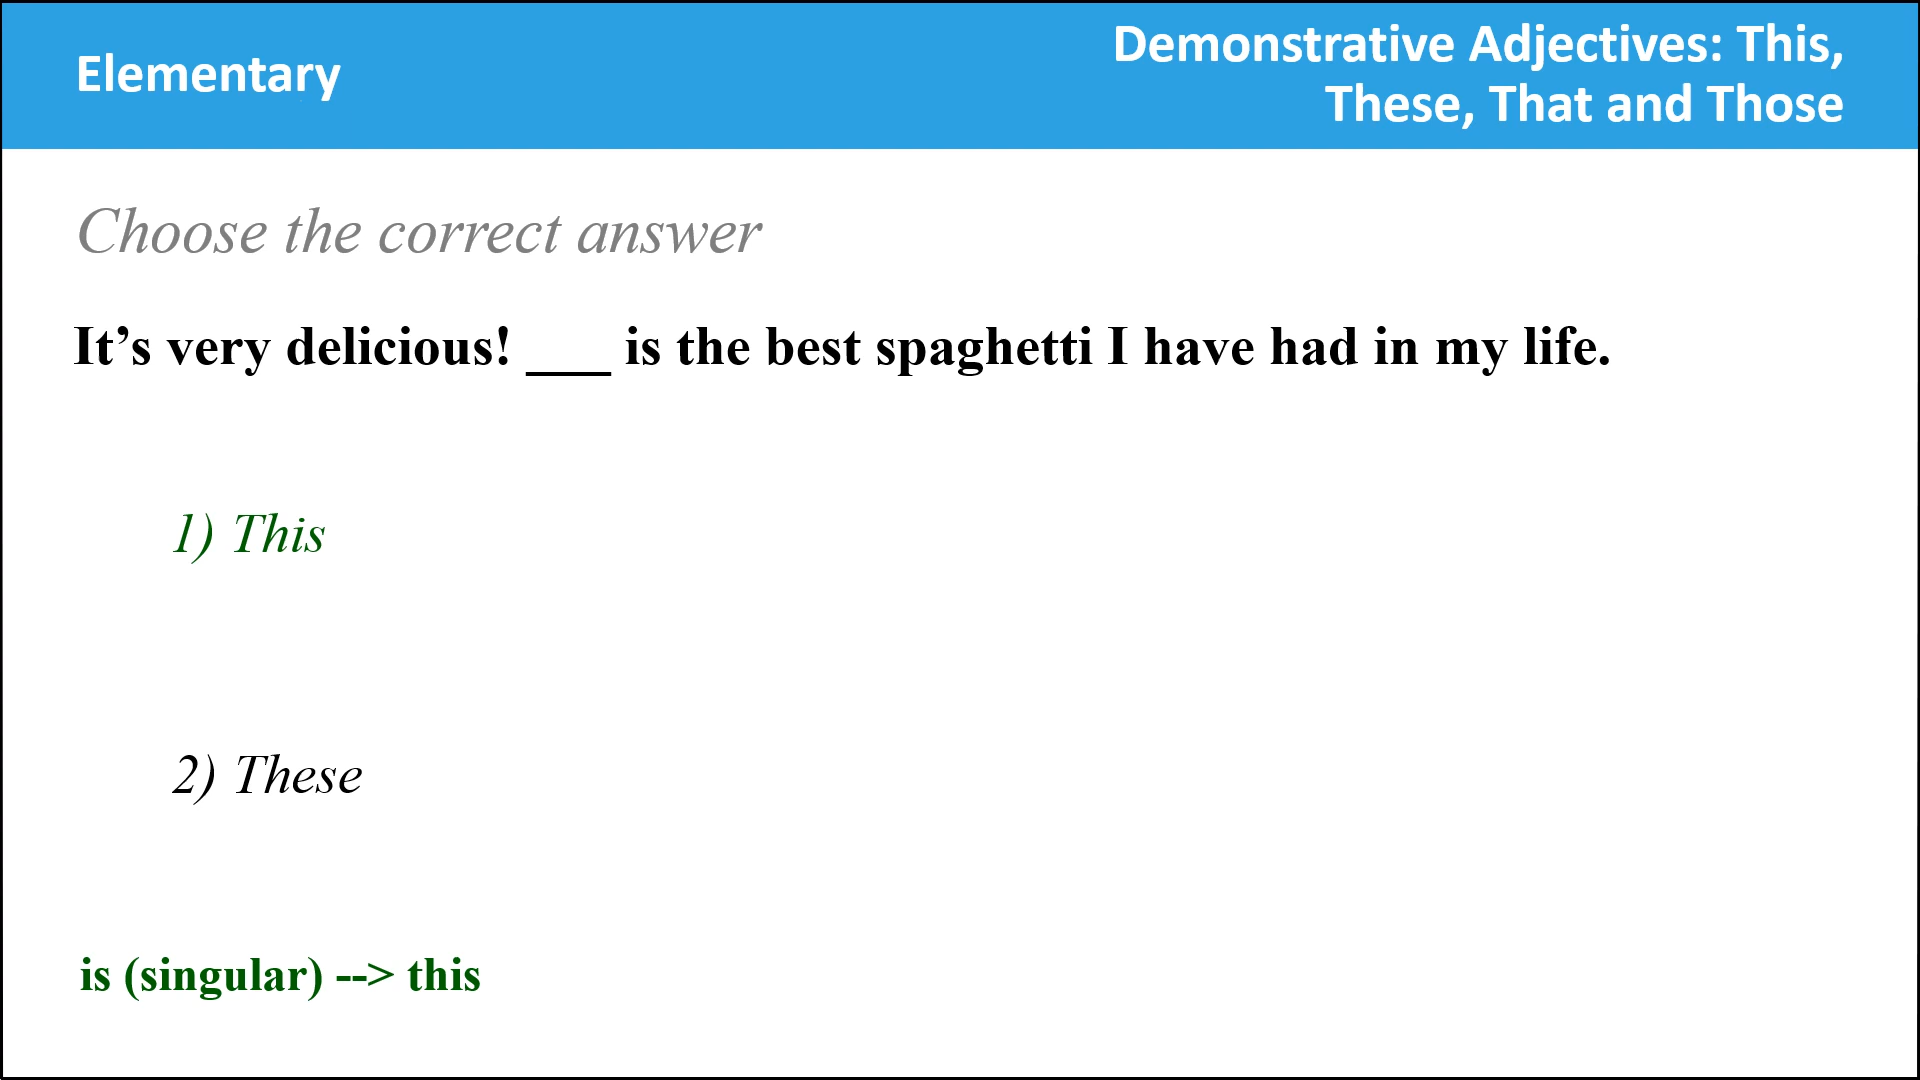 Elementary
Demonstrative Adjectives: This,
These, That and Those
Choose the correct answer
It’s very delicious! ___ is the best spaghetti I have had in my life.
1) This
2) These
is (singular) --> this